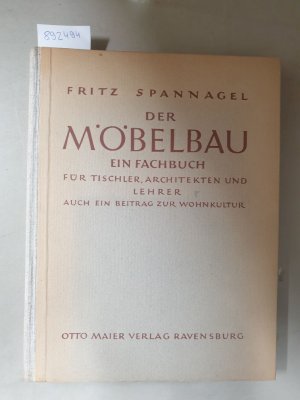 892494
FRITZ SPANNAGEL
DER
MÖBELBAU
EIN FACHBUCH
FÜR TISCHLER, ARCHITEKTEN UND
LEHRER
AUCH EIN BEITRAG ZUR WOHNKULTUR
OTTO MAIER VERLAG RAVENSBURG